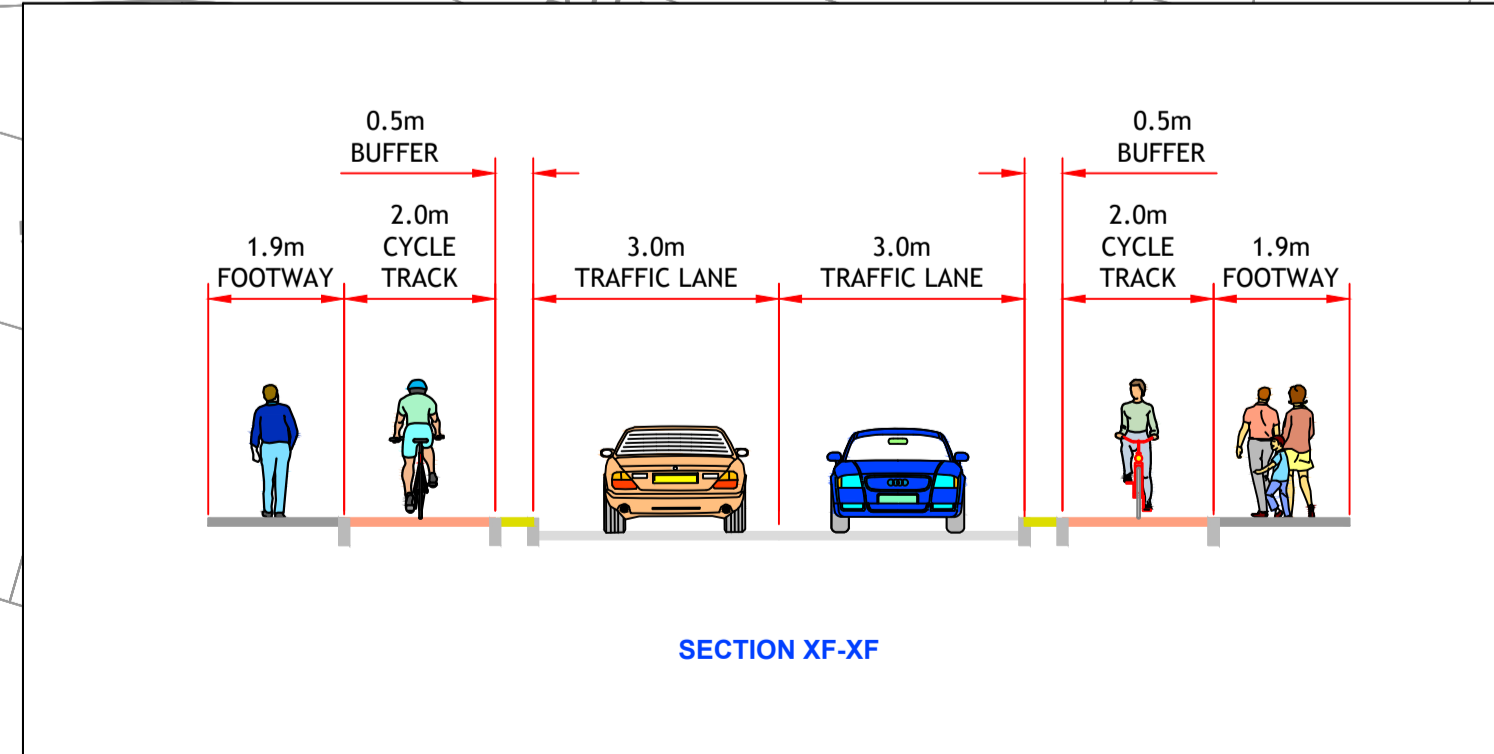 0.5m
BUFFER
0.5m
BUFFER
1.9m
FOOTWAY
2.0m
CYCLE
TRACK
3.0m
TRAFFIC LANE
3.0m
TRAFFIC LANE
2.0m
CYCLE
TRACK
1.9m
FOOTWAY
SECTION XF-XF